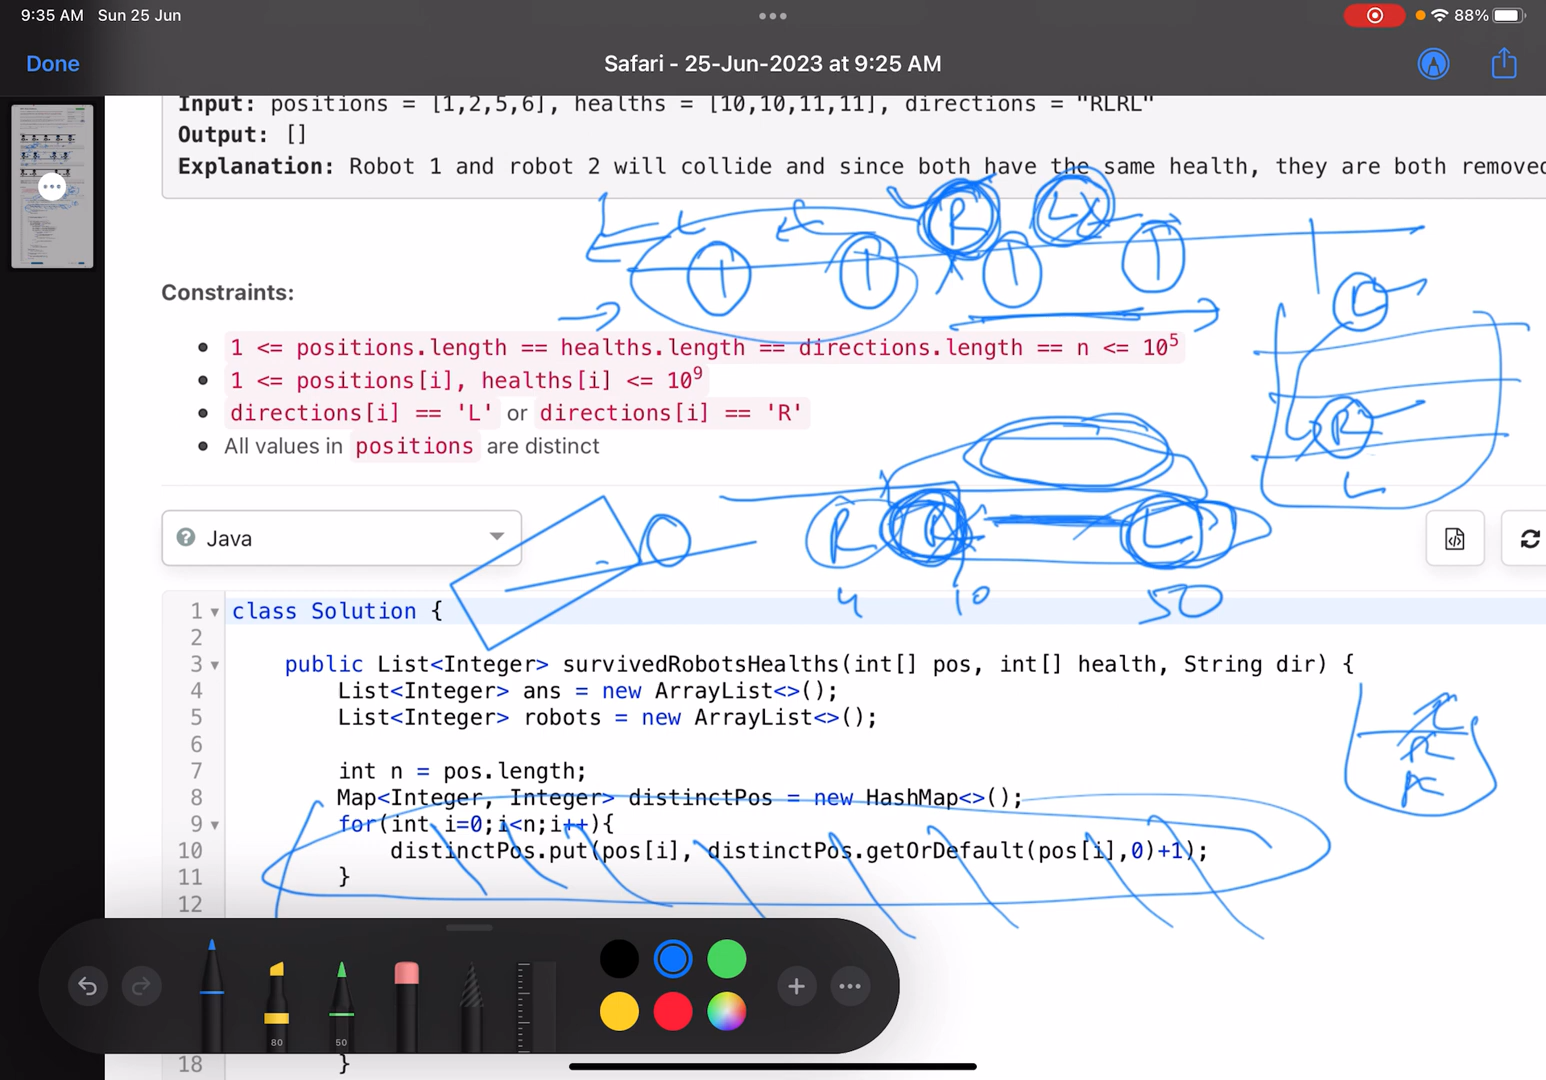 9:35 AM Sun 25 Jun
88%
Done
Safari - 25-Jun-2023 at 9:25 AM
Input: positions = [1,2,5,6], healths = [10,10,11,11], directions = "RLRL"
Output: []
Explanation: Robot 1 and robot 2 will collide and since both have the same health, they are both removed
R
L
Constraints:
L
1 <= positions.length == healths.length == directions.length == n <= 10^5
1 <= positions[i], healths[i] <= 10^9
directions[i] == 'L' or directions[i] == 'R'
R
All values in positions are distinct
L
Java
R
R
L
4
10
50
1 class Solution {
2
3 public List<Integer> survivedRobotsHealths(int[] pos, int[] health, String dir) {
4 List<Integer> ans = new ArrayList<>();
5 List<Integer> robots = new ArrayList<>();
6
7 int n = pos.length;
8 Map<Integer, Integer> distinctPos = new HashMap<>();
9 for(int i=0;i<n;i++){
10 distinctPos.put(pos[i], distinctPos.getOrDefault(pos[i],0)+1);
11 }
12
80
50
18 }